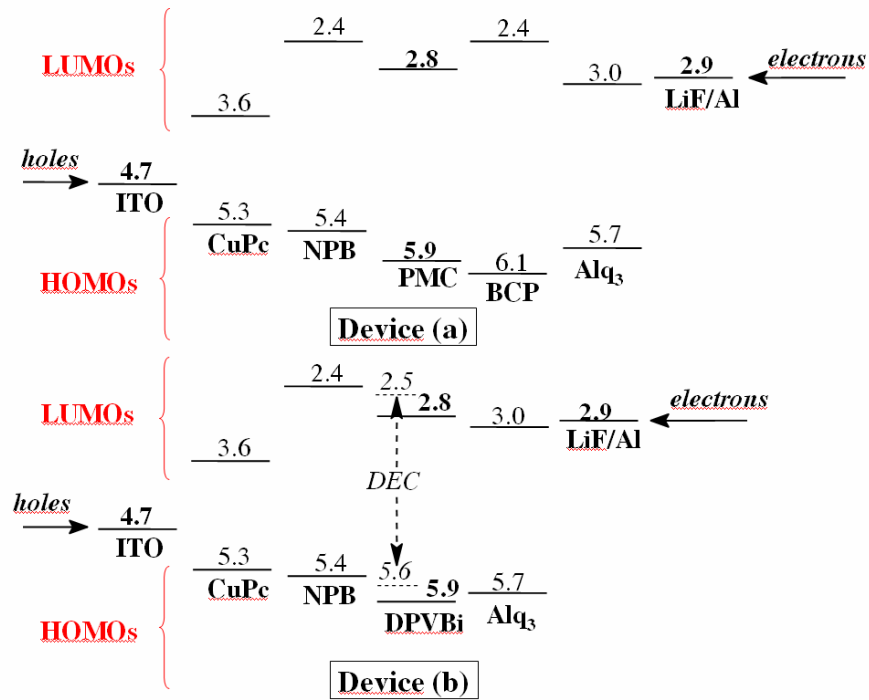 2.4 2.4
LUMOs 2.8 electrons
3.0 2.9
3.6 LiF/Al
holes 4.7
ITO
5.3 5.4 5.7
CuPc NPB 5.9 6.1
HOMOs PMC BCP Alq3
Device (a)
2.4 2.5
LUMOs 2.8 3.0 2.9 electrons
3.6 LiF/Al
DEC
holes 4.7
ITO
5.3 5.4 5.6 5.9 5.7
CuPc NPB DPVBi Alq3
HOMOs
Device (b)